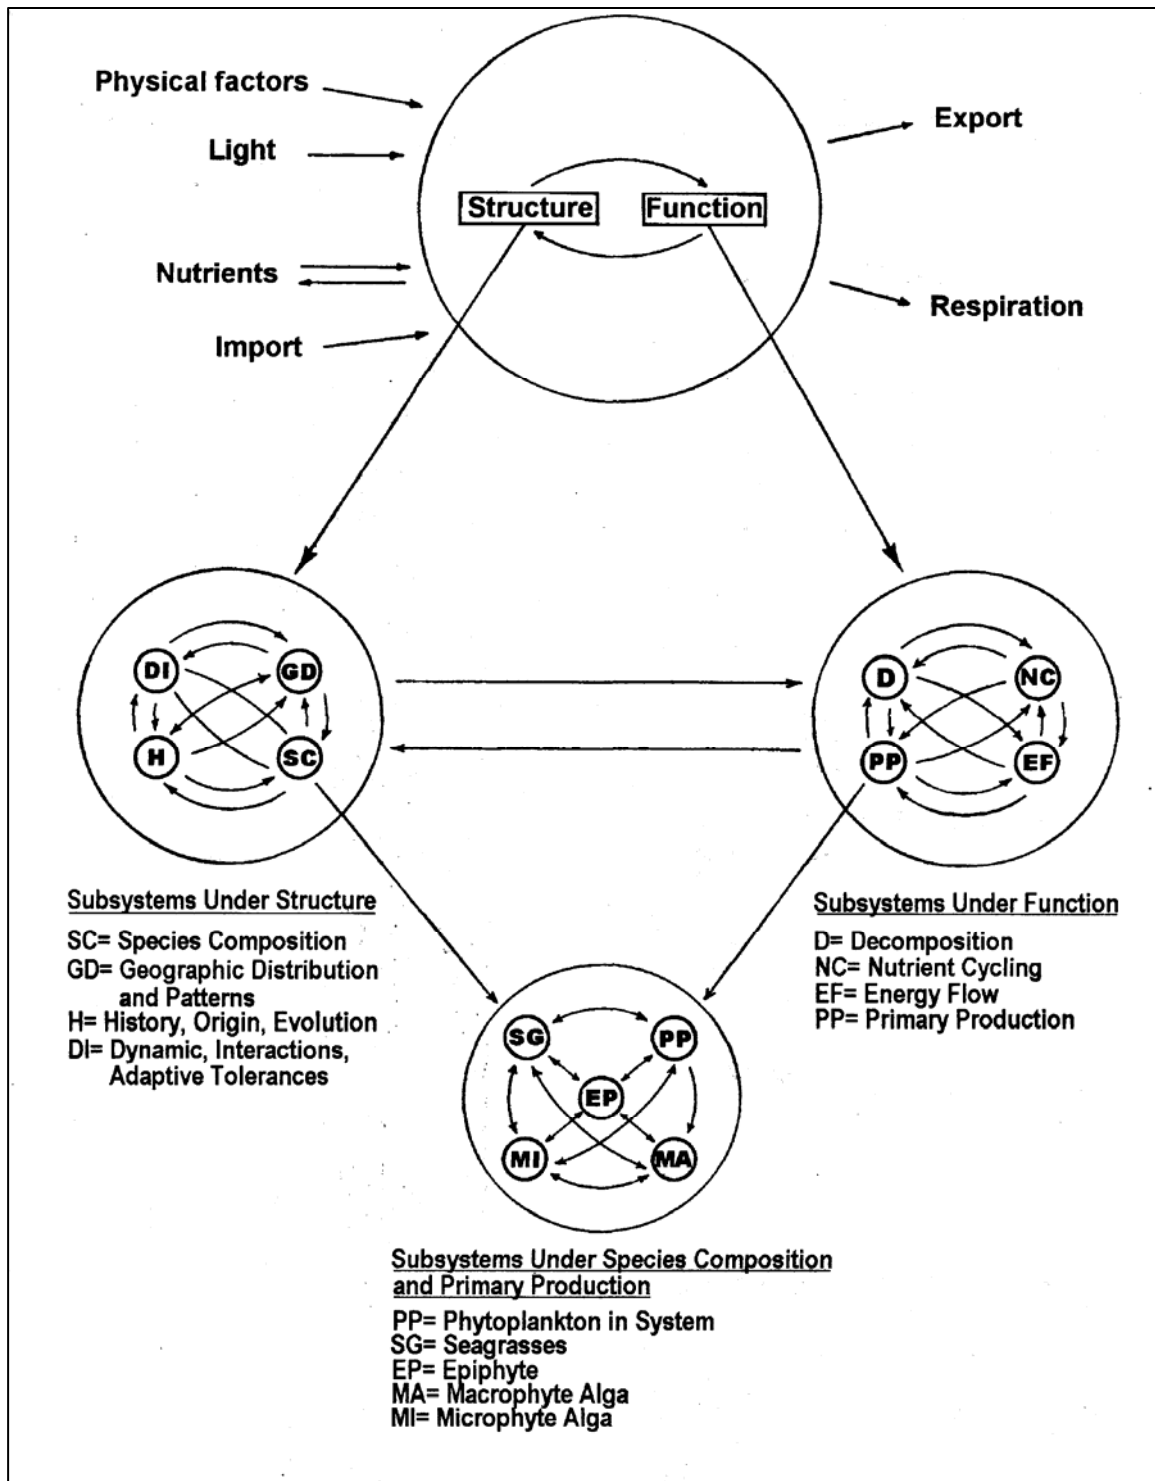 Physical factors
Light
Nutrients
Import
Structure
Function
Export
Respiration
DI
GD
H
SC
D
NC
PP
EF
Subsystems Under Structure
SC= Species Composition
GD= Geographic Distribution
and Patterns
H= History, Origin, Evolution
DI= Dynamic, Interactions,
Adaptive Tolerances
Subsystems Under Function
D= Decomposition
NC= Nutrient Cycling
EF= Energy Flow
PP= Primary Production
SG
PP
EP
MI
MA
Subsystems Under Species Composition
and Primary Production
PP= Phytoplankton in System
SG= Seagrasses
EP= Epiphyte
MA= Macrophyte Alga
MI= Microphyte Alga